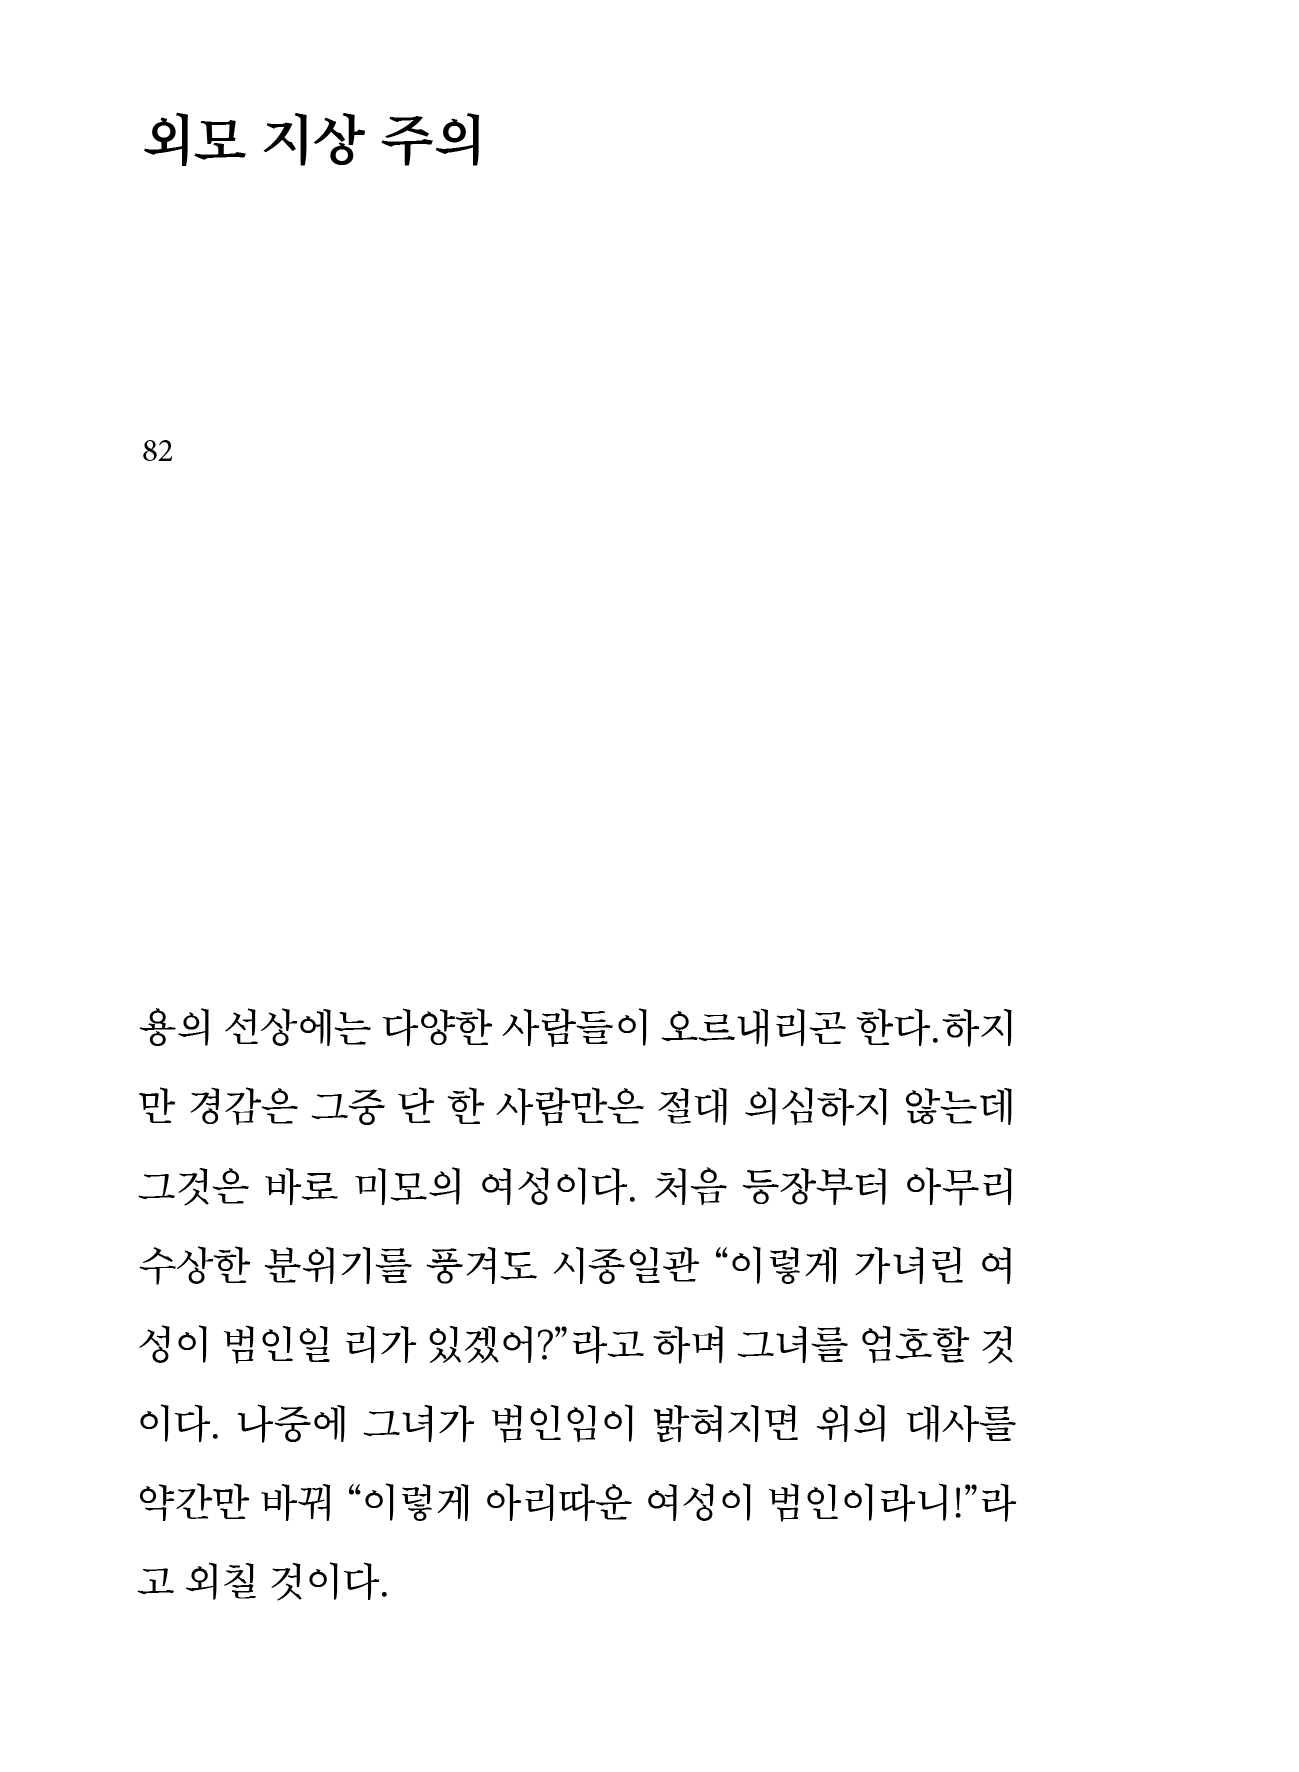 외모 지상 주의
82
용의 선상에는 다양한 사람들이 오르내리곤 한다.하지
만 경감은 그중 단 한 사람만은 절대 의심하지 않는데
그것은 바로 미모의 여성이다. 처음 등장부터 아무리
수상한 분위기를 풍겨도 시종일관 “이렇게 가녀린 여
성이 범인일 리가 있겠어?”라고 하며 그녀를 엄호할 것
이다. 나중에 그녀가 범인임이 밝혀지면 위의 대사를
약간만 바꿔 “이렇게 아리따운 여성이 범인이라니!”라
고 외칠 것이다.